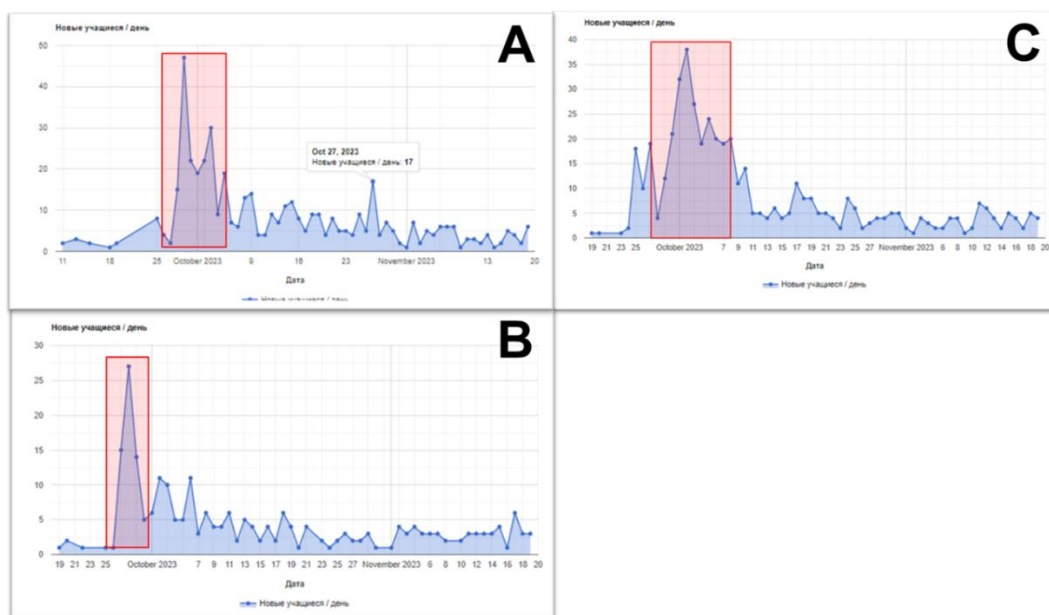 A
Новые учащиеся / день
50
40
30
20
10
0
Oct 27, 2023
Новые учащиеся / день: 17
11 18 25 October 2023 9 18 23 November 2023 13 20
Дата
Новые учащиеся / день
C
Новые учащиеся / день
40
35
30
25
20
15
10
5
0
19 21 23 25 October 2023 7 9 11 13 15 17 19 21 23 25 27 November 2023 6 8 10 12 14 16 18 20
Дата
Новые учащиеся / день
B
Новые учащиеся / день
30
25
20
15
10
5
0
19 21 23 25 October 2023 7 9 11 13 15 17 19 21 23 25 27 November 2023 6 8 10 12 14 16 18 20
Дата
Новые учащиеся / день